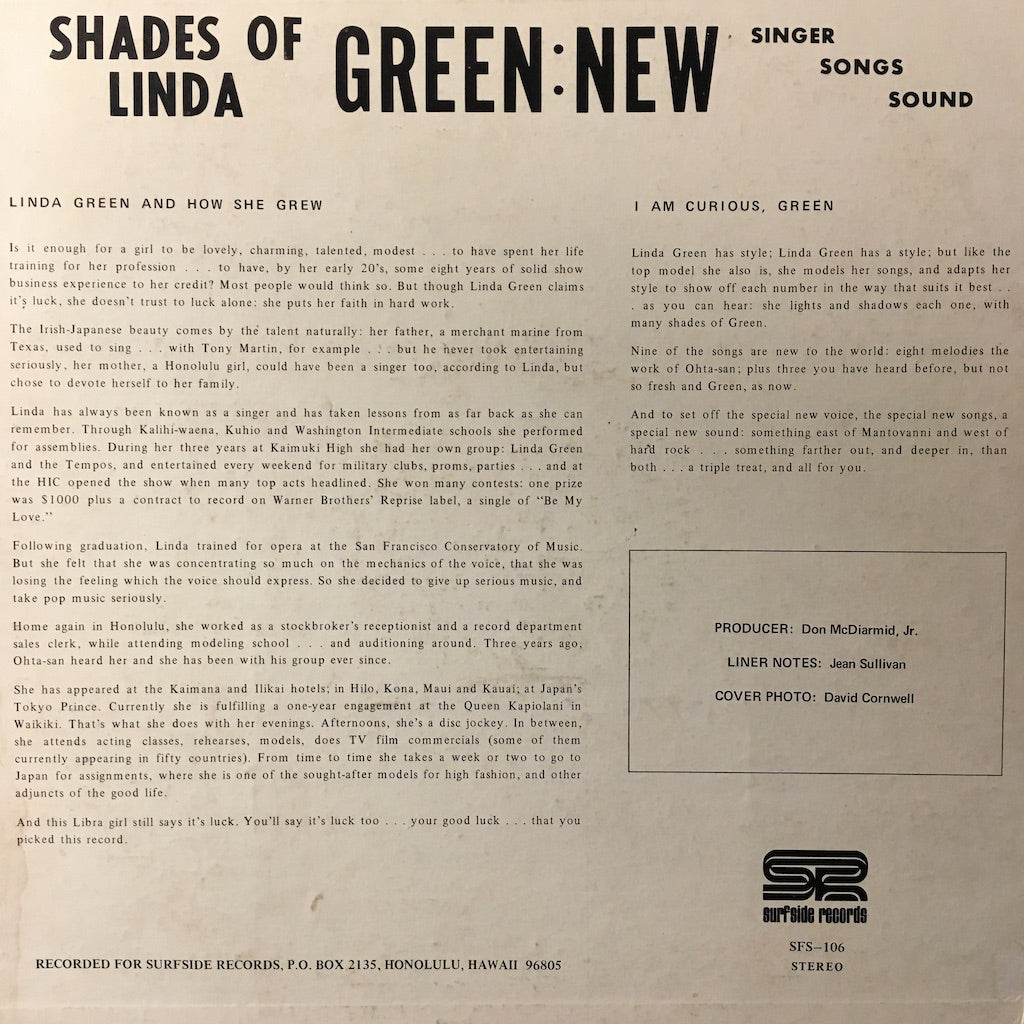 SHADES OF
LINDA
GREEN:NEW
SINGER
SONGS
SOUND
LINDA GREEN AND HOW SHE GREW
Is it enough for a girl to be lovely, charming, talented, modest . . . to have spent her life
training for her profession . . . to have, by her early 20's, some eight years of solid show
business experience to her credit? Most people would think so. But though Linda Green claims
it's luck, she doesn't trust to luck alone: she puts her faith in hard work.
The Irish-Japanese beauty comes by the talent naturally: her father, a merchant marine from
Texas, used to sing . . . with Tony Martin, for example . . . but he never took entertaining
seriously, her mother, a Honolulu girl, could have been a singer too, according to Linda, but
chose to devote herself to her family.
Linda has always been known as a singer and has taken lessons from as far back as she can
remember. Through Kalihi-waena, Kuhio and Washington Intermediate schools she performed
for assemblies. During her three years at Kaimuki High she had her own group: Linda Green
and the Tempos, and entertained every weekend for military clubs, proms, parties . . . and at
the HIC opened the show when many top acts headlined. She won many contests: one prize
was $1000 plus a contract to record on Warner Brothers' Reprise label, a single of "Be My
Love."
Following graduation, Linda trained for opera at the San Francisco Conservatory of Music.
But she felt that she was concentrating so much on the mechanics of the voice, that she was
losing the feeling which the voice should express. So she decided to give up serious music, and
take pop music seriously.
Home again in Honolulu, she worked as a stockbroker's receptionist and a record department
sales clerk, while attending modeling school . . . and auditioning around. Three years ago,
Ohta-san heard her and she has been with his group ever since.
She has appeared at the Kaimana and Ilikai hotels; in Hilo, Kona, Maui and Kauai; at Japan's
Tokyo Prince. Currently she is fulfilling a one-year engagement at the Queen Kapiolani in
Waikiki. That's what she does with her evenings. Afternoons, she's a disc jockey. In between,
she attends acting classes, rehearses, models, does TV film commercials (some of them
currently appearing in fifty countries). From time to time she takes a week or two to go to
Japan for assignments, where she is one of the sought-after models for high fashion, and other
adjuncts of the good life.
And this Libra girl still says it's luck. You'll say it's luck too . . . your good luck . . . that you
picked this record.
RECORDED FOR SURFSIDE RECORDS, P.O. BOX 2135, HONOLULU, HAWAII 96805
I AM CURIOUS, GREEN
Linda Green has style; Linda Green has a style; but like the
top model she also is, she models her songs, and adapts her
style to show off each number in the way that suits it best . .
. as you can hear: she lights and shadows each one, with
many shades of Green.
Nine of the songs are new to the world: eight melodies the
work of Ohta-san; plus three you have heard before, but not
so fresh and Green, as now.
And to set off the special new voice, the special new songs, a
special new sound: something east of Mantovanni and west of
hard rock . . . something farther out, and deeper in, than
both . . . a triple treat, and all for you.
PRODUCER: Don McDiarmid, Jr.
LINER NOTES: Jean Sullivan
COVER PHOTO: David Cornwell
SR
surfside records
SFS-106
STEREO